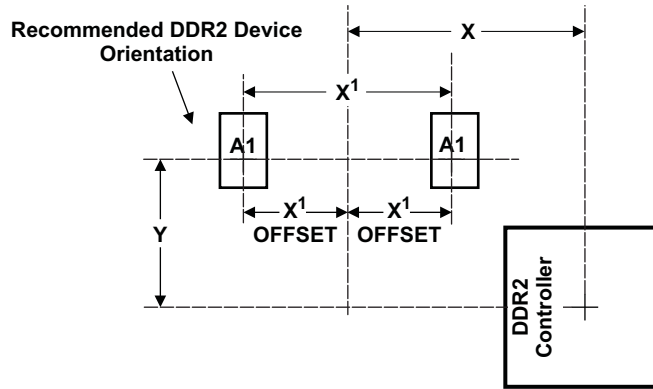 Recommended DDR2 Device
Orientation
X
X¹
A1
A1
X¹
OFFSET
X¹
OFFSET
Y
DDR2
Controller